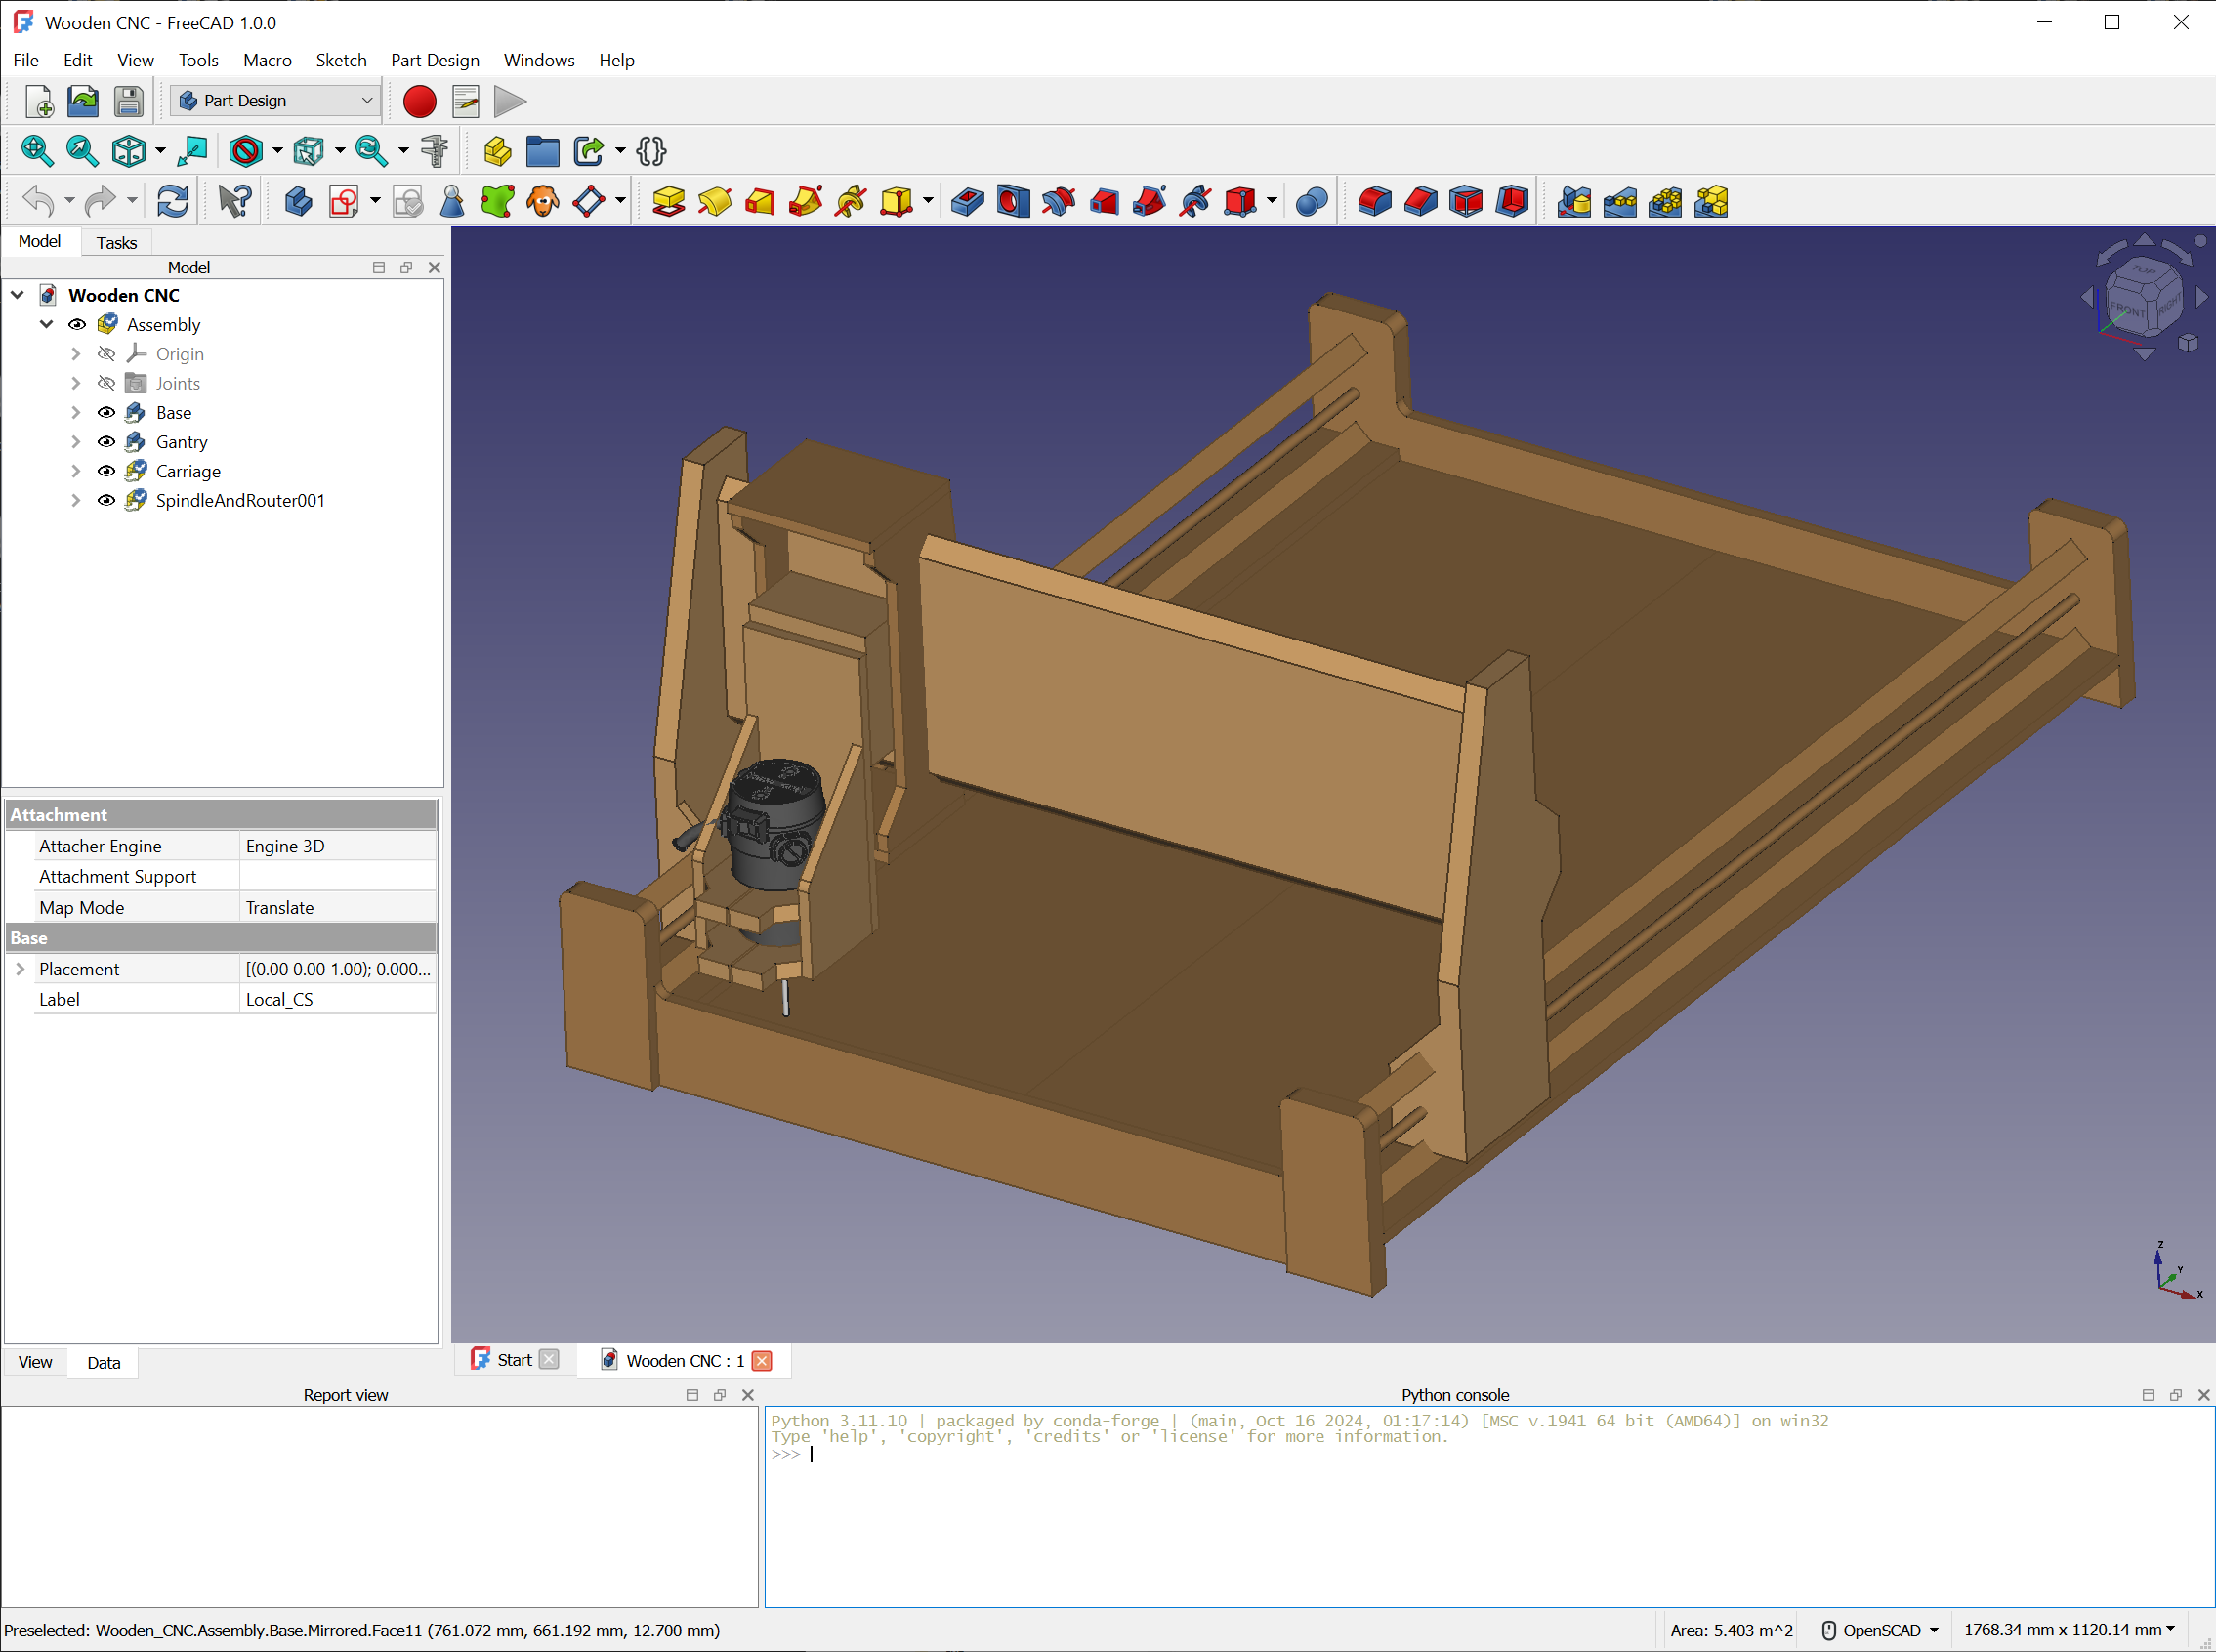 Wooden CNC - FreeCAD 1.0.0
File Edit View Tools Macro Sketch Part Design Windows Help
Part Design
Model Tasks
Model
Wooden CNC
Assembly
Origin
Joints
Base
Gantry
Carriage
SpindleAndRouter001
TOP
FRONT
RIGHT
Attachment
Attacher Engine Engine 3D
Attachment Support
Map Mode Translate
Base
Placement [(0.00 0.00 1.00); 0.000...
Label Local_CS
Z
Y
X
View Data
Start Wooden CNC : 1
Report view
Python console
Python 3.11.10 | packaged by conda-forge | (main, Oct 16 2024, 01:17:14) [MSC v.1941 64 bit (AMD64)] on win32
Type 'help', 'copyright', 'credits' or 'license' for more information.
>>>
Preselected: Wooden_CNC.Assembly.Base.Mirrored.Face11 (761.072 mm, 661.192 mm, 12.700 mm)
Area: 5.403 m^2 OpenSCAD 1768.34 mm x 1120.14 mm